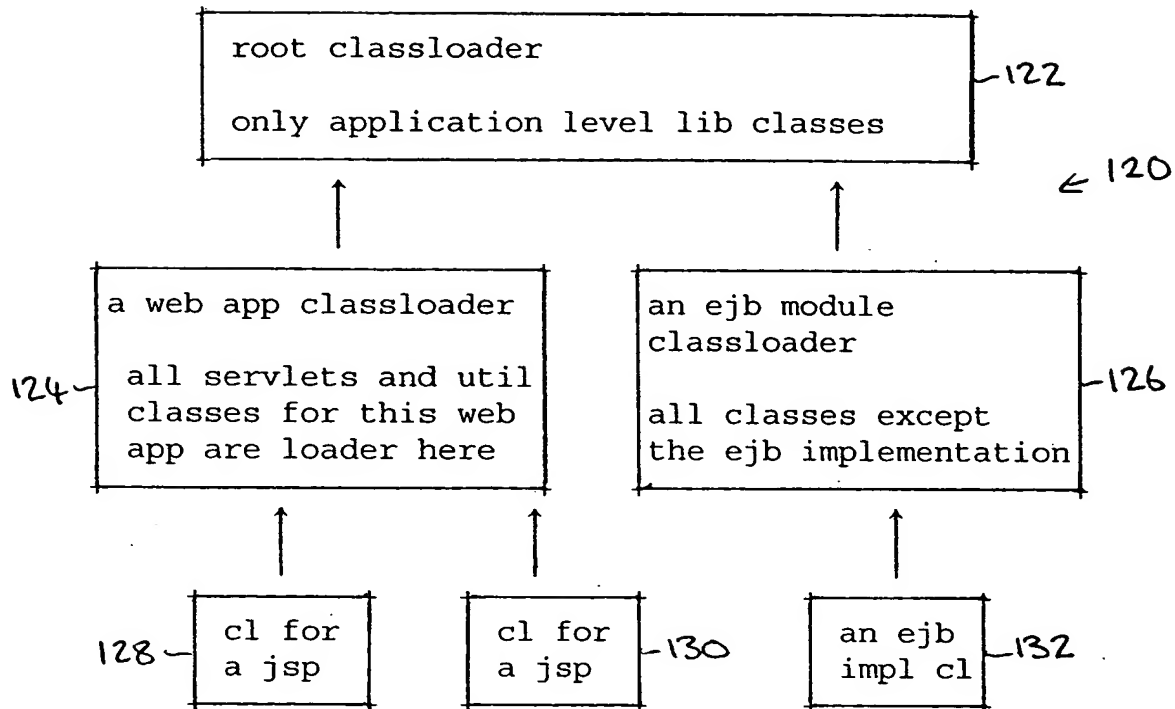 root classloader
only application level lib classes
122
120
a web app classloader
all servlets and util
classes for this web
app are loader here
124
an ejb module
classloader
all classes except
the ejb implementation
126
128
cl for
a jsp
cl for
a jsp
130
an ejb
impl cl
132